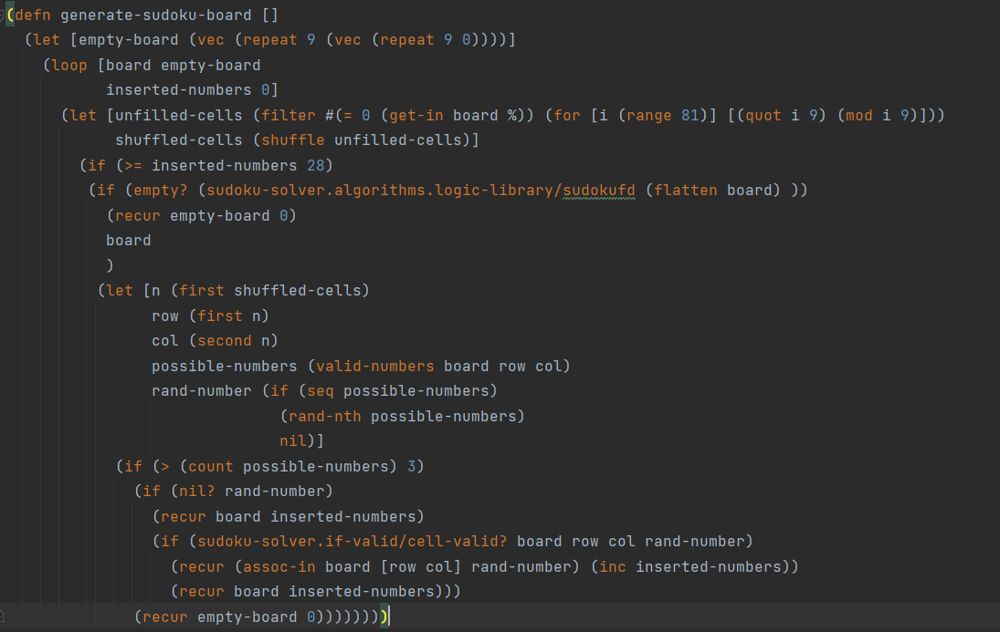 (defn generate-sudoku-board []
  (let [empty-board (vec (repeat 9 (vec (repeat 9 0))))]
    (loop [board empty-board
           inserted-numbers 0]
      (let [unfilled-cells (filter #(= 0 (get-in board %)) (for [i (range 81)] [(quot i 9) (mod i 9)]))
            shuffled-cells (shuffle unfilled-cells)]
        (if (>= inserted-numbers 28)
         (if (empty? (sudoku-solver.algorithms.logic-library/sudokufd (flatten board) ))
           (recur empty-board 0)
           board
           )
          (let [n (first shuffled-cells)
                row (first n)
                col (second n)
                possible-numbers (valid-numbers board row col)
                rand-number (if (seq possible-numbers)
                              (rand-nth possible-numbers)
                              nil)]
            (if (> (count possible-numbers) 3)
              (if (nil? rand-number)
                (recur board inserted-numbers)
                (if (sudoku-solver.if-valid/cell-valid? board row col rand-number)
                  (recur (assoc-in board [row col] rand-number) (inc inserted-numbers))
                  (recur board inserted-numbers)))
              (recur empty-board 0))))))))